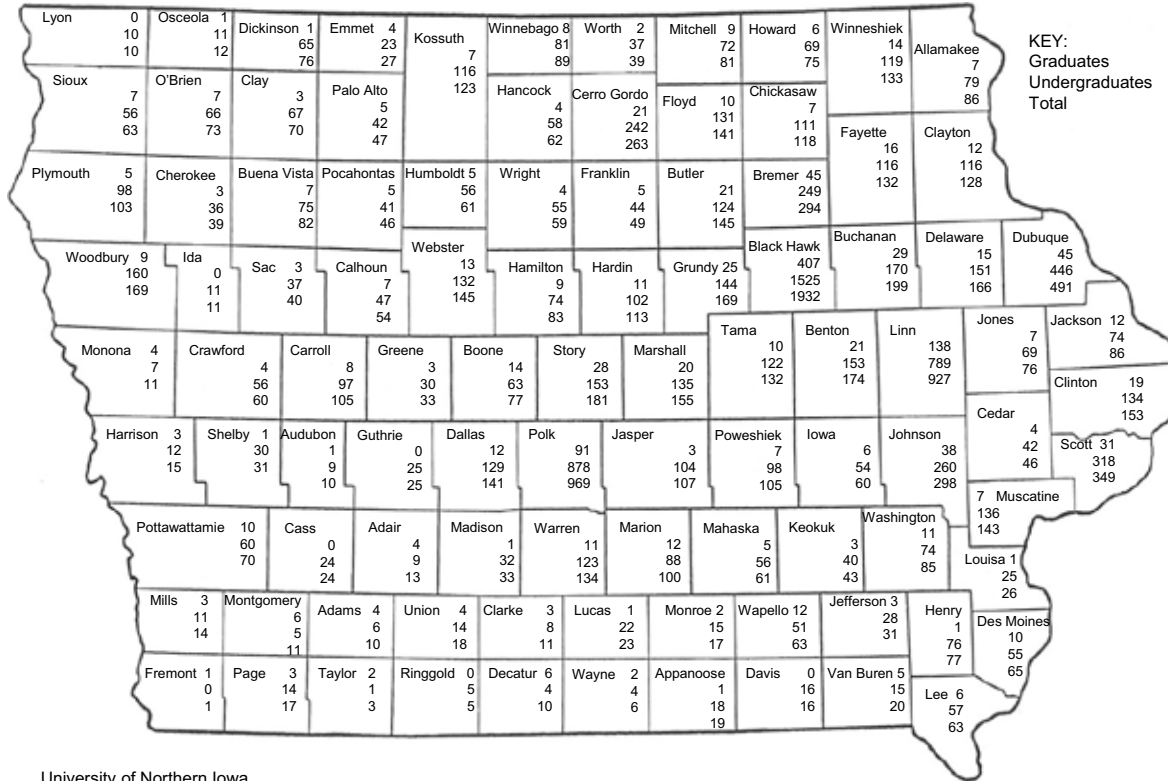 Lyon 0
10
10
Osceola 1
11
12
Dickinson 1
65
76
Emmet 4
23
27
Kossuth
7
116
123
Winnebago 8
81
89
Worth 2
37
39
Mitchell 9
72
81
Howard 6
69
75
Winneshiek
14
119
133
Allamakee
7
79
86
KEY:
Graduates
Undergraduates
Total
Sioux
7
56
63
O'Brien
7
66
73
Clay
3
67
70
Palo Alto
5
42
47
Hancock
4
58
62
Cerro Gordo
21
242
263
Floyd 10
131
141
Chickasaw
7
111
118
Fayette
16
116
132
Clayton
12
116
128
Plymouth 5
98
103
Cherokee
3
36
39
Buena Vista
7
75
82
Pocahontas
5
41
46
Humboldt 5
56
61
Wright
4
55
59
Franklin
5
44
49
Butler
21
124
145
Bremer 45
249
294
Woodbury 9
160
169
Ida
0
11
11
Sac 3
37
40
Calhoun
7
47
54
Webster
13
132
145
Hamilton
9
74
83
Hardin
11
102
113
Grundy 25
144
169
Black Hawk
407
1525
1932
Buchanan
29
170
199
Delaware
15
151
166
Dubuque
45
446
491
Monona 4
7
11
Crawford
4
56
60
Carroll
8
97
105
Greene
3
30
33
Boone
14
63
77
Story
28
153
181
Marshall
20
135
155
Tama
10
122
132
Benton
21
153
174
Linn
138
789
927
Jones
7
69
76
Jackson 12
74
86
Clinton 19
134
153
Cedar
4
42
46
Harrison 3
12
15
Shelby 1
30
31
Audubon
1
9
10
Guthrie
0
25
25
Dallas
12
129
141
Polk
91
878
969
Jasper
3
104
107
Poweshiek
7
98
105
Iowa
6
54
60
Johnson
38
260
298
Scott 31
318
349
7 Muscatine
136
143
Pottawattamie 10
60
70
Cass
0
24
24
Adair
4
9
13
Madison
1
32
33
Warren
11
123
134
Marion
12
88
100
Mahaska
5
56
61
Keokuk
3
40
43
Washington
11
74
85
Louisa 1
25
26
Mills 3
11
14
Montgomery
6
5
11
Adams 4
6
10
Union 4
14
18
Clarke 3
8
11
Lucas 1
22
23
Monroe 2
15
17
Wapello 12
51
63
Jefferson 3
28
31
Henry
1
76
77
Des Moines
10
55
65
Fremont 1
0
1
Page 3
14
17
Taylor 2
1
3
Ringgold 0
5
5
Decatur 6
4
10
Wayne 2
4
6
Appanoose
1
18
19
Davis 0
16
16
Van Buren 5
15
20
Lee 6
57
63
University of Northern Iowa